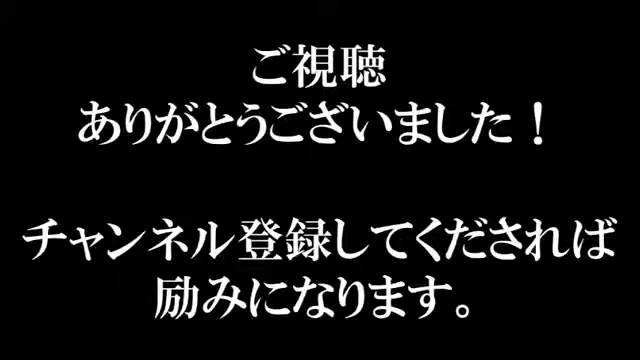 ご視聴
ありがとうございました！
チャンネル登録してくだされば
励みになります。